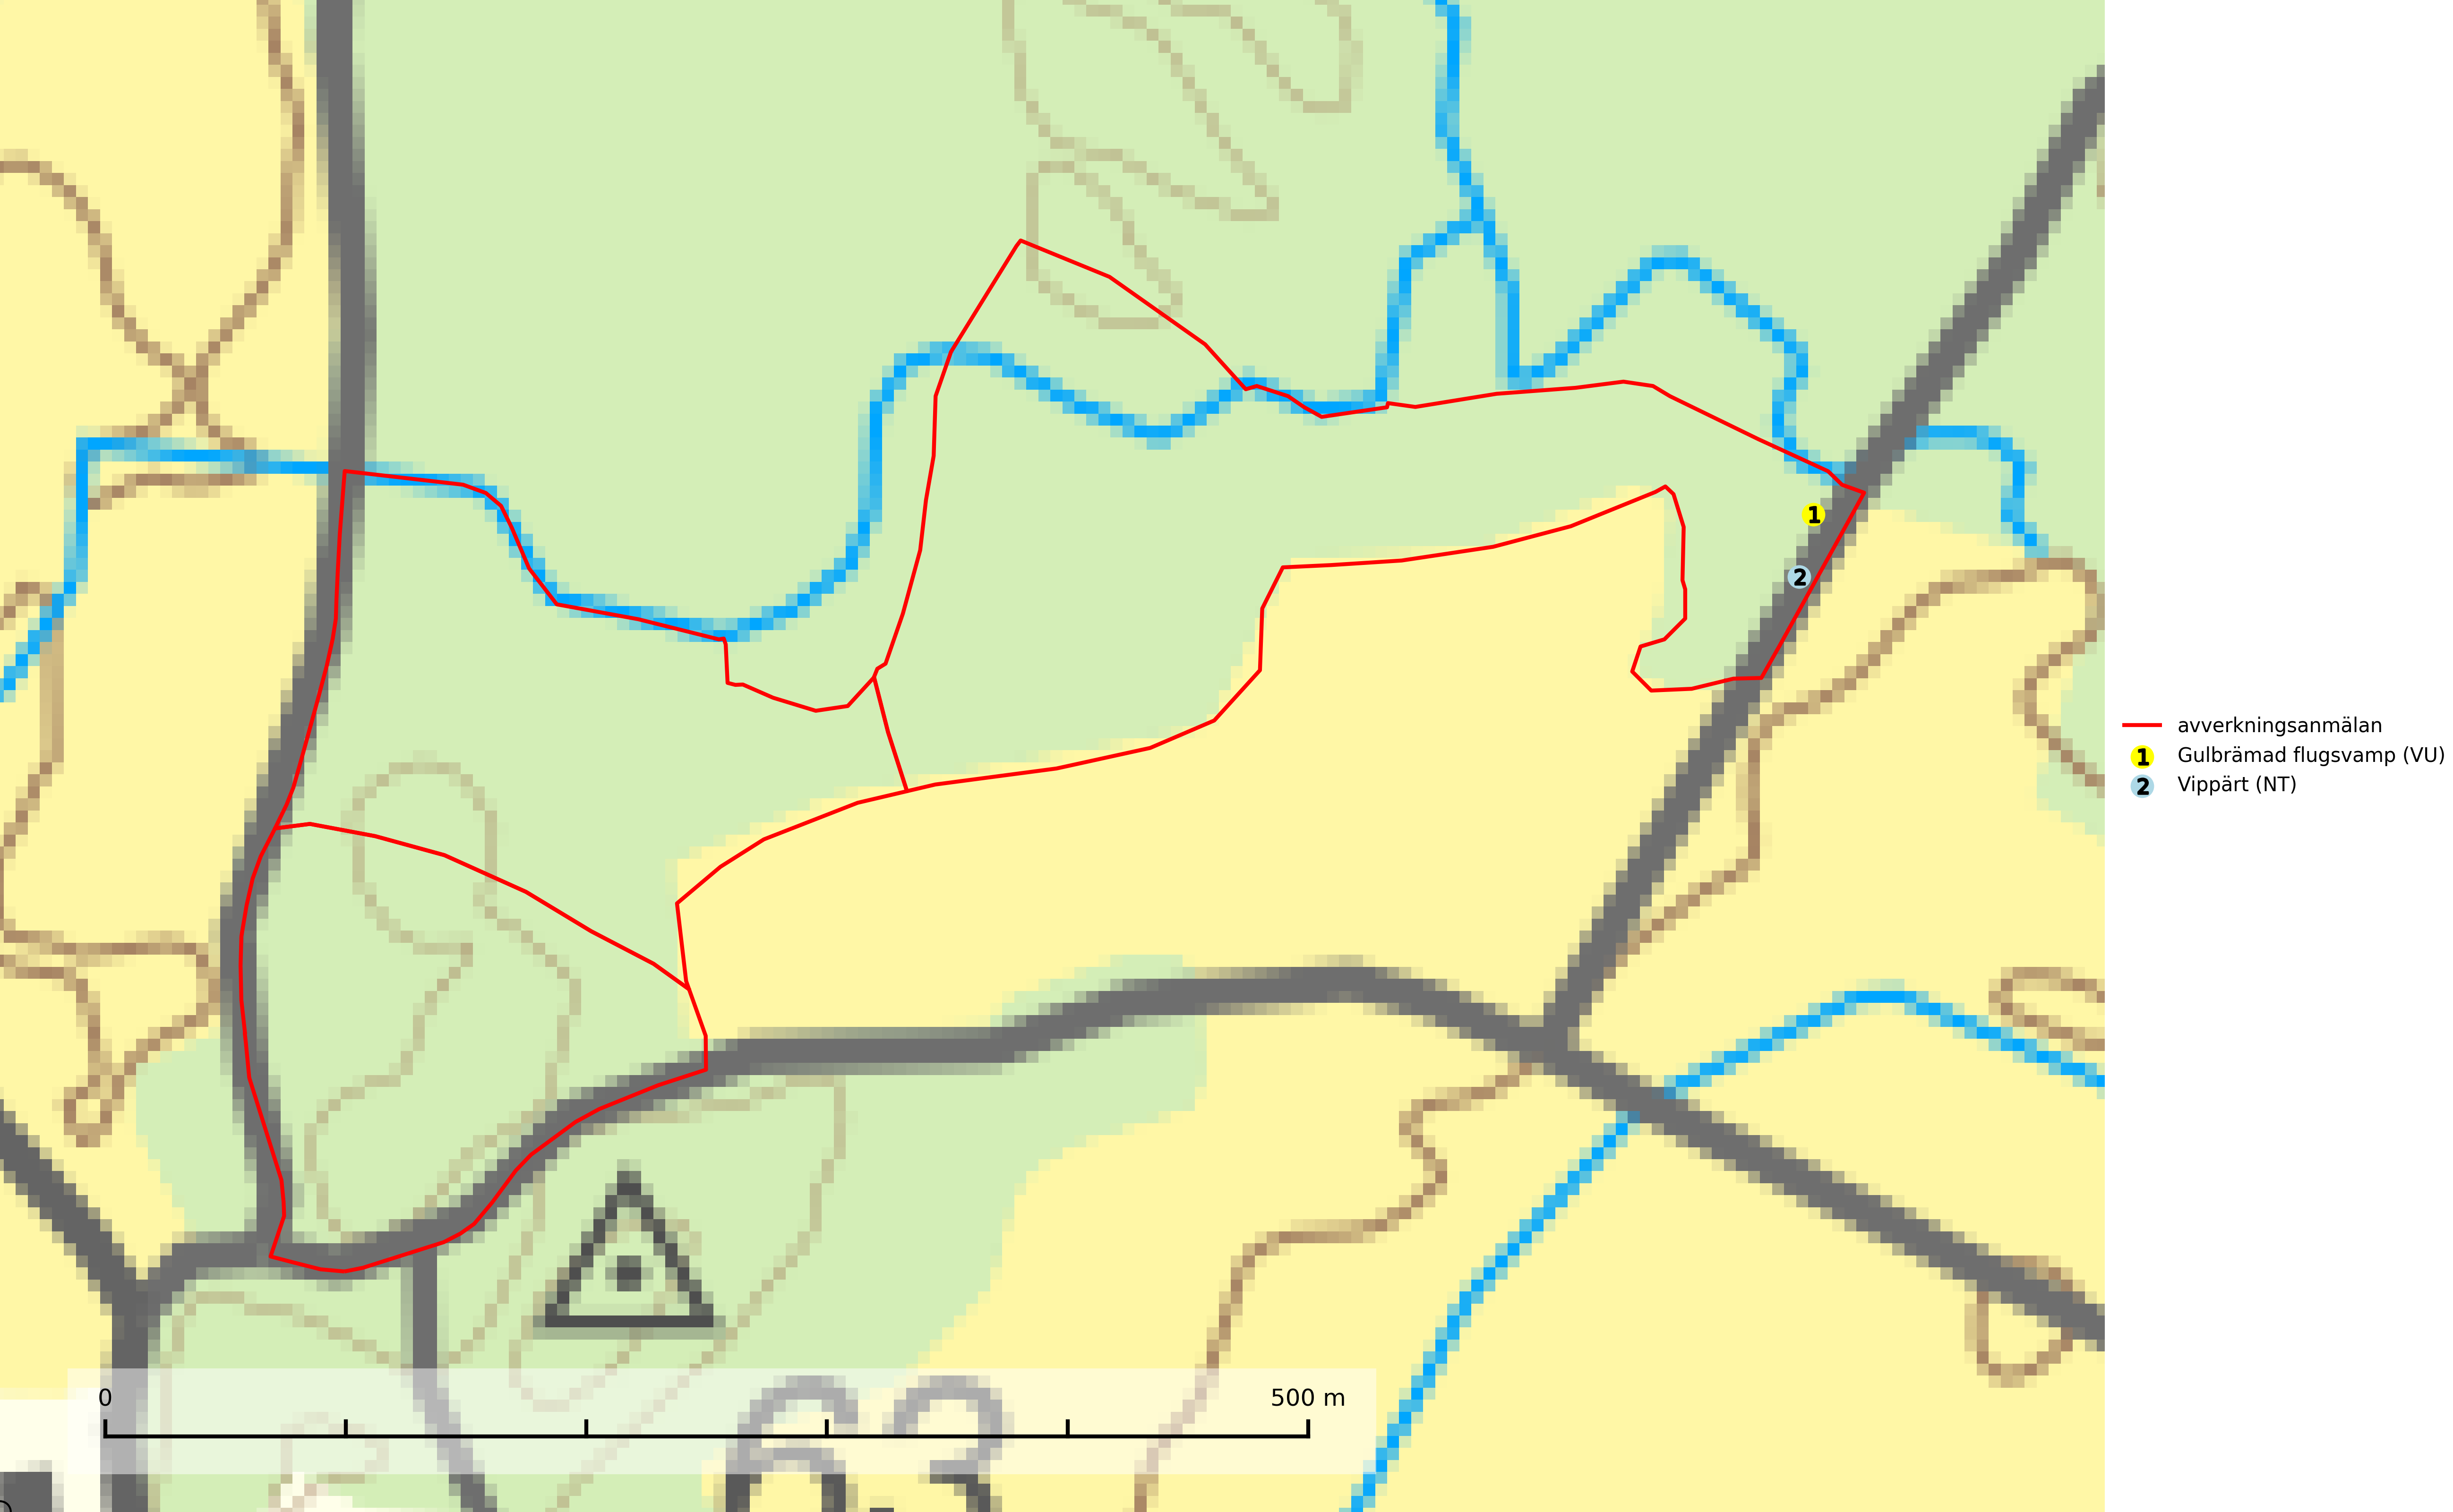 1
2
avverkningsanmälan
1 Gulbrämad flugsvamp (VU)
2 Vippärt (NT)
0 500 m
63